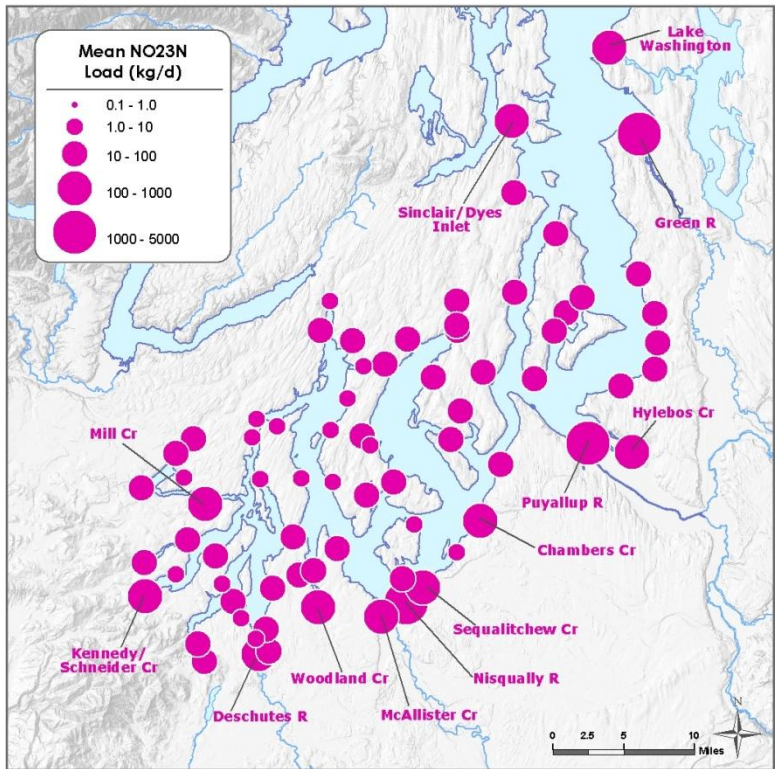 Mean NO23N
Load (kg/d)
0.1 - 1.0
1.0 - 10
10 - 100
100 - 1000
1000 - 5000
Lake
Washington
Sinclair/Dyes
Inlet
Green R
Mill Cr
Hylebos Cr
Puyallup R
Chambers Cr
Sequalitchew Cr
Kennedy/
Schneider Cr
Woodland Cr
Nisqually R
Deschutes R
McAllister Cr
N
0 2.5 5 10
Miles